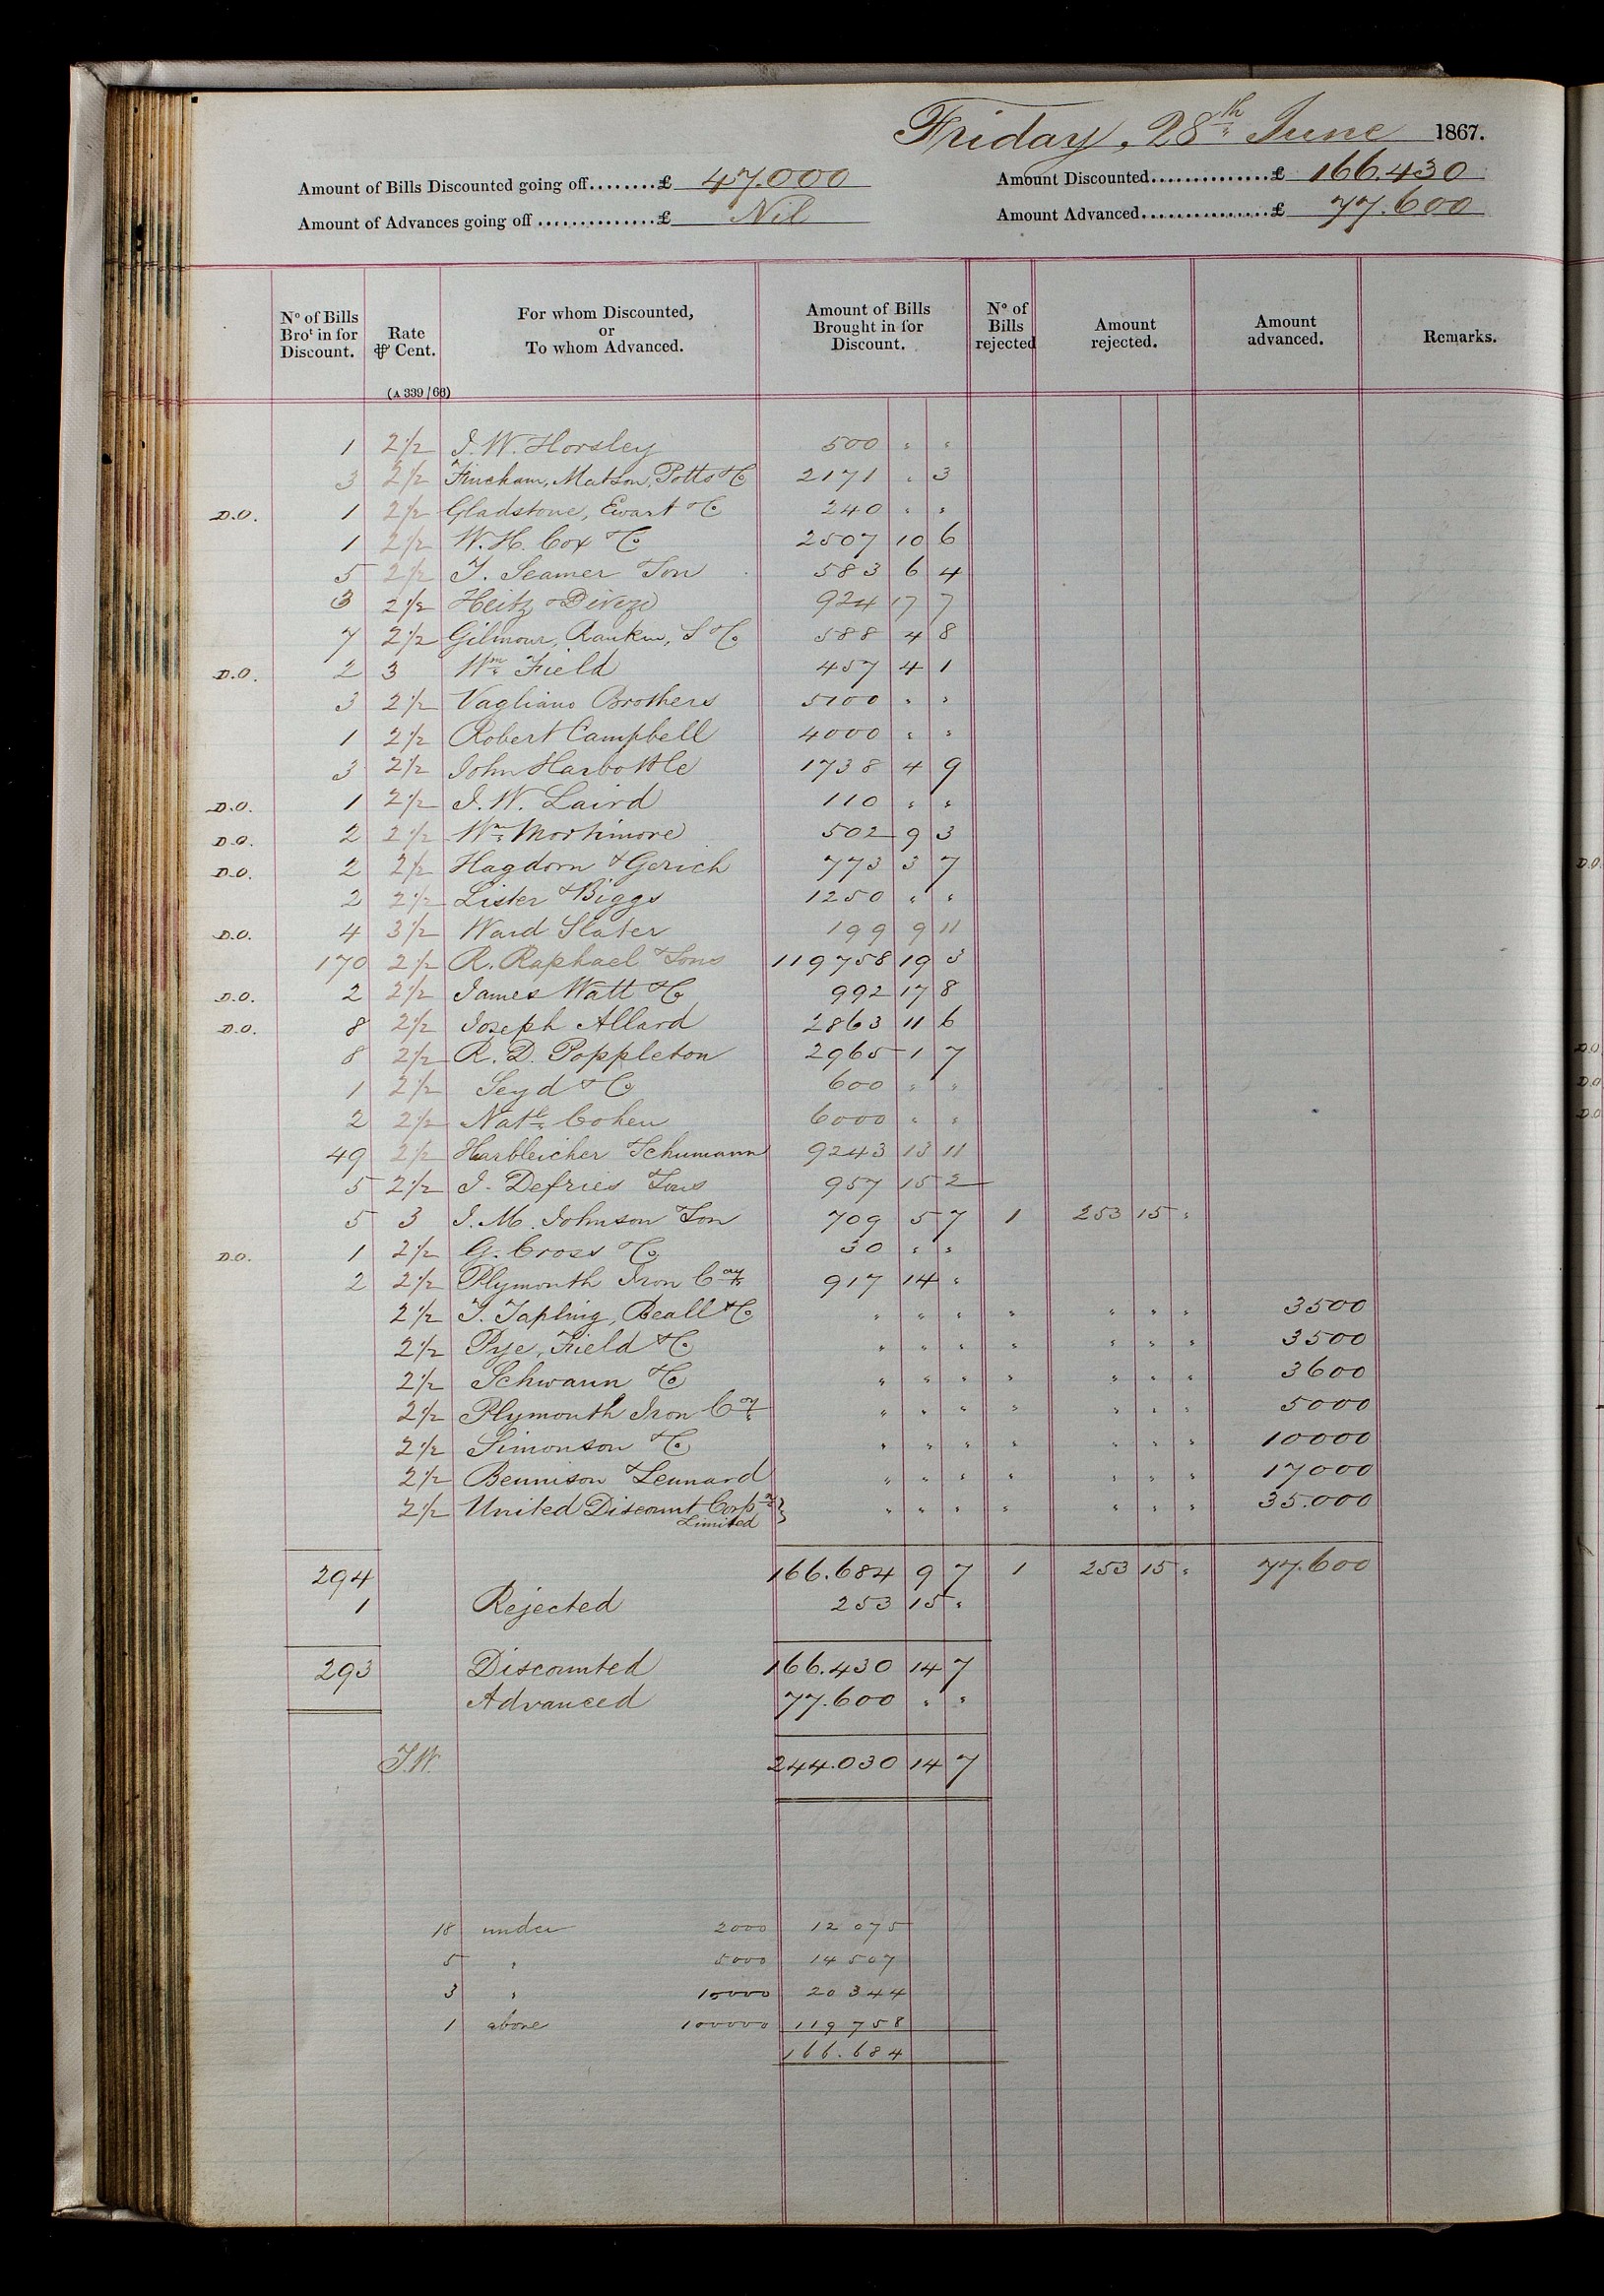 Friday, 28th June 1867.
Amount of Bills Discounted going off........£ 47.000 Amount Discounted..............£ 166.430
Amount of Advances going off..............£ Nil Amount Advanced...............£ 77.600
No of Bills Brot in for Discount. Rate ⅌ Cent. (A 339/66) For whom Discounted, or To whom Advanced. Amount of Bills Brought in for Discount. No of Bills rejected Amount rejected. Amount advanced. Remarks.
1 2½ J. W. Horsley 500 " "
3 2½ Fincham, Matson, Potts & Co 2171 " 3
D.O. 1 2½ Gladstone, Ewart & Co 240 " "
1 2½ W. H. Cox & Co 2507 10 6
5 2½ T. Seamer & Son 583 6 4
3 2½ Heitz & 924 17 7
7 2½ Gilmour, Rankin, S & Co 588 4 8
D.O. 2 3 Wm Field 457 4 1
3 2½ Vagliano Brothers 5100 " "
1 2½ Robert Campbell 4000 " "
3 2½ John Harbottle 1738 4 9
D.O. 1 2½ J. W. Laird 110 " "
D.O. 2 2½ Wm Mortimore 502 9 3
D.O. 2 2½ Hagdorn & Gerich 773 3 7
2 2½ Lister & Biggs 1250 " "
D.O. 4 3½ Ward Slater 199 9 11
170 2½ R. Raphael & Sons 119758 19 3
D.O. 2 2½ James Watt & Co 992 17 8
D.O. 8 2½ Joseph Allard 2863 11 6
8 2½ R. D. Poppleton 2965 1 7
1 2½ Seyd & Co 600 " "
2 2½ Natl Cohen 6000 " "
49 2½ Harbleicher & Schumann 9243 13 11
5 2½ J. Defries & Sons 957 15 2
5 3 J. M. Johnson & Son 709 5 7 1 253 15 "
D.O. 1 2½ G. Cross & Co 30 " "
2 2½ Plymouth Iron Coay 917 14 "
2½ T. Tapling, Beall & Co " " " " " " " 3500
2½ Pye, Field & Co " " " " " " " 3500
2½ Schwann & Co " " " " " " " 3600
2½ Plymouth Iron Coy " " " " " " " 5000
2½ Simonson & Co " " " " " " " 10000
2½ Bennison & Lennard " " " " " " " 17000
2½ United Discount Corpn } " " " " " " " 35.000
Limited
294 166.684 9 7 1 253 15 " 77.600
1 Rejected 253 15 "
293 Discounted 166.430 14 7
Advanced 77.600 " "
T.W. 244.030 14 7
18 under 2000 12 075
5 " 5000 14 507
3 " 10000 20 344
1 above 100000 119 758
166.684
D.O.
D.O
D.O
D.O